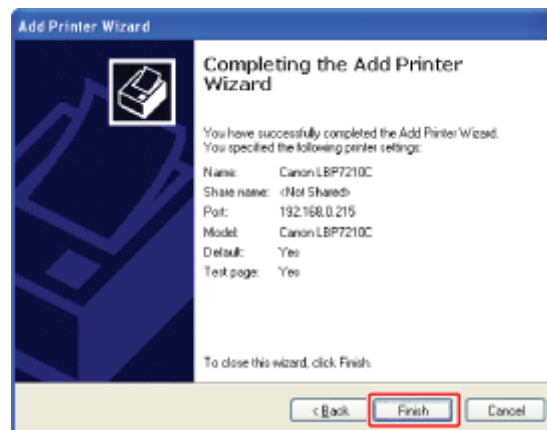 Add Printer Wizard
Completing the Add Printer
Wizard
You have successfully completed the Add Printer Wizard.
You specified the following printer settings:
Name: Canon LBP7210C
Share name: <Not Shared>
Port: 192.168.0.215
Model: Canon LBP7210C
Default: Yes
Test page: Yes
To close this wizard, click Finish.
< Back Finish Cancel